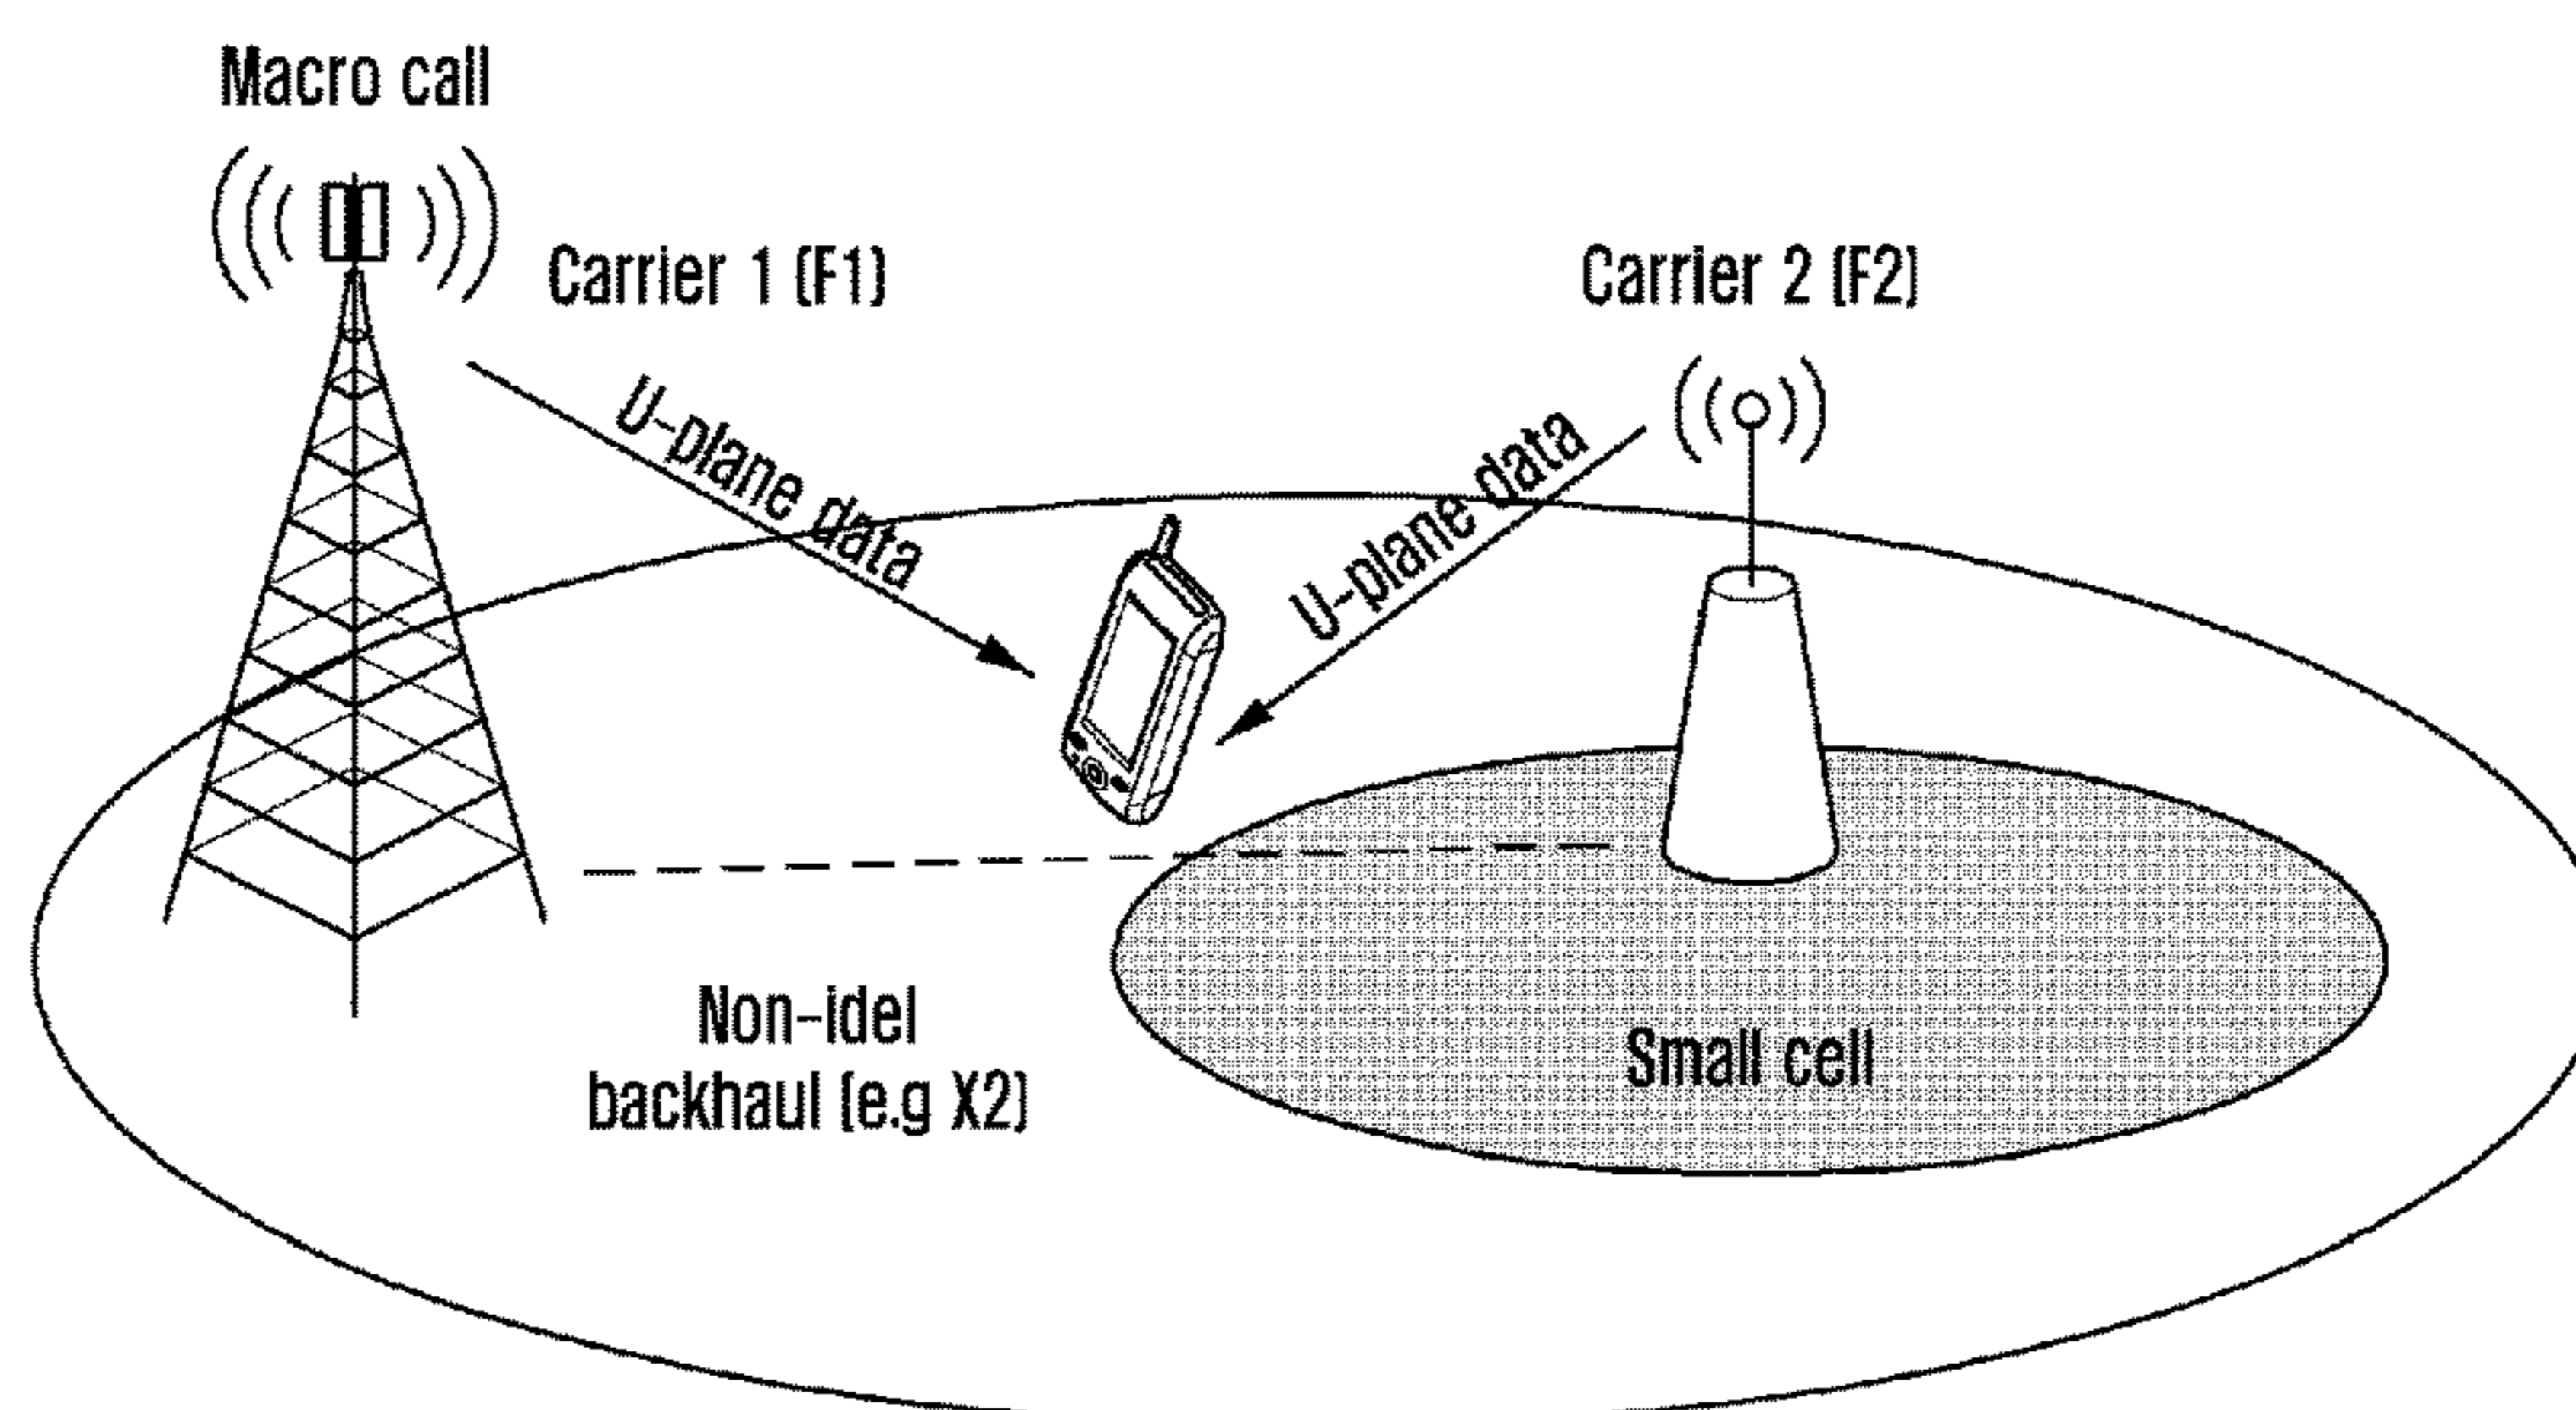 Macro call
Carrier 1 (F1)
Carrier 2 (F2)
U-plane data
U-plane data
Non-idel
backhaul (e.g X2)
Small cell